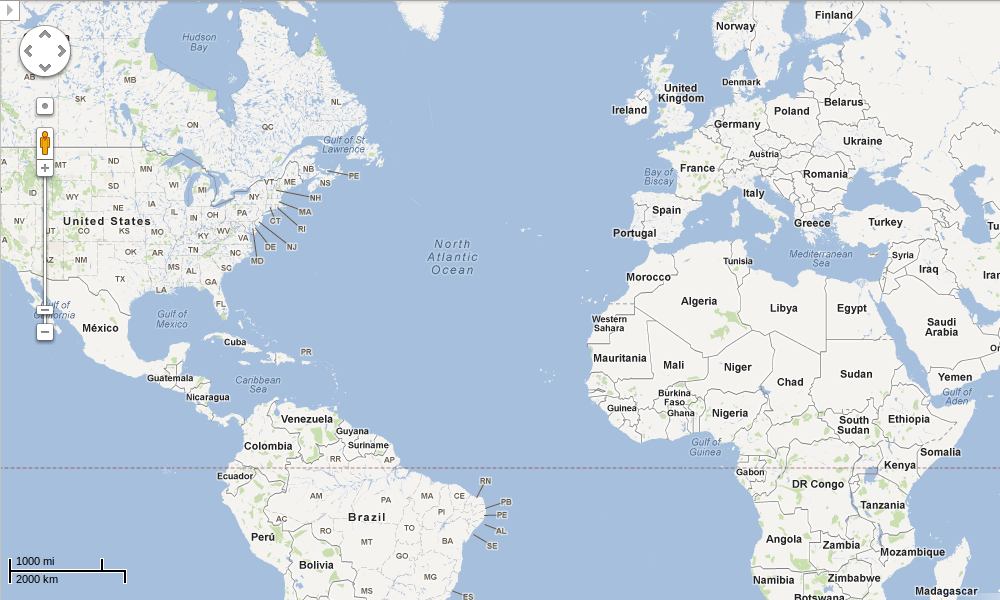 Finland
Norway
Hudson
Bay
AB
MB
SK
Denmark
United
Kingdom
Ireland
Poland
Belarus
NL
ON
QC
Germany
Ukraine
Gulf of St
Lawrence
Austria
MT
ND
MN
NB
PE
NS
France
Bay of
Biscay
Romania
ID
WY
SD
WI
MI
VT
ME
NH
NY
Italy
NV
United States
NE
IA
IL
IN
OH
PA
MA
CT
RI
NJ
DE
MD
Spain
Portugal
Greece
Turkey
UT
CO
KS
MO
KY
WV
VA
North
Atlantic
Ocean
Mediterranean
Sea
Syria
Iraq
Iran
AZ
NM
OK
AR
TN
NC
SC
Tunisia
Morocco
TX
MS
AL
GA
LA
FL
Algeria
Libya
Egypt
Gulf of
California
México
Gulf of
Mexico
Western
Sahara
Saudi
Arabia
Cuba
PR
Mauritania
Mali
Niger
Chad
Sudan
Yemen
Guatemala
Caribbean
Sea
Nicaragua
Burkina
Faso
Guinea
Ghana
Nigeria
Gulf of
Aden
Venezuela
Guyana
Suriname
South
Sudan
Ethiopia
Colombia
Gulf of
Guinea
Somalia
RR
AP
Ecuador
Gabon
Kenya
DR Congo
AM
PA
MA
CE
RN
PB
PE
AL
SE
PI
Tanzania
AC
Brazil
TO
RO
BA
Perú
MT
GO
Angola
Zambia
Mozambique
1000 mi
2000 km
Bolivia
MG
MS
ES
Namibia
Zimbabwe
Botswana
Madagascar